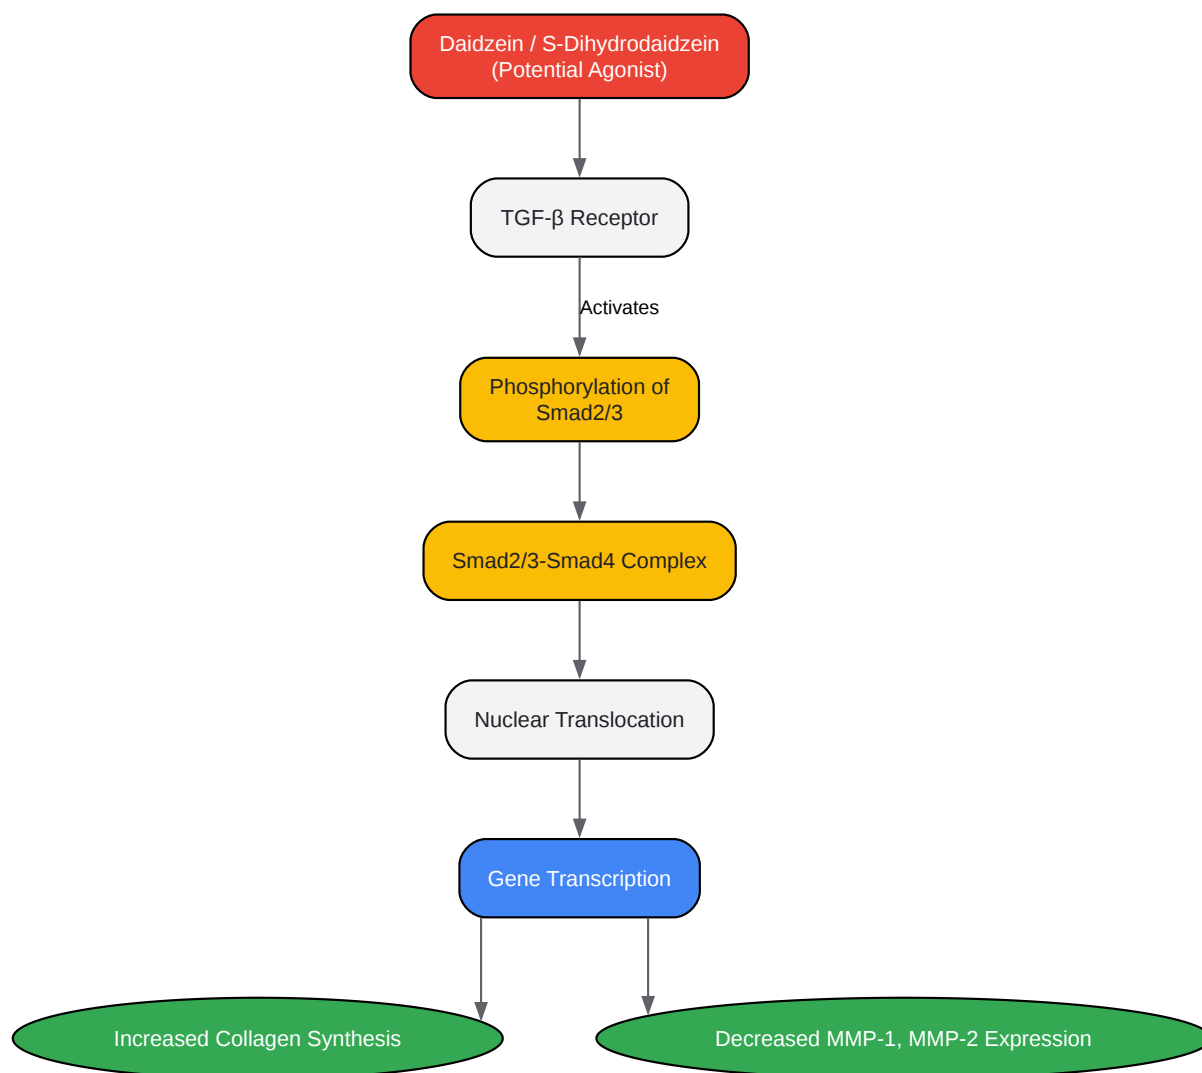 Daidzein / S-Dihydrodaidzein
(Potential Agonist)
TGF-β Receptor
Activates
Phosphorylation of
Smad2/3
Smad2/3-Smad4 Complex
Nuclear Translocation
Gene Transcription
Increased Collagen Synthesis
Decreased MMP-1, MMP-2 Expression